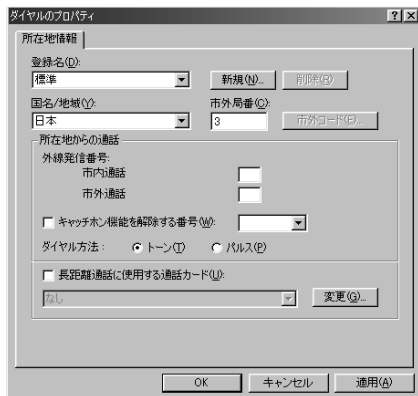 ダイヤルのプロパティ
所在地情報
登録名(D):
標準
新規(N)...
削除(R)
国名/地域(Y):
市外局番(C):
日本
3
市外コード(E)...
所在地からの通話
外線発信番号:
市内通話
市外通話
キャッチホン機能を解除する番号(W):
ダイヤル方法: トーン(T) パルス(P)
長距離通話に使用する通話カード(U):
なし
変更(G)...
OK
キャンセル
適用(A)